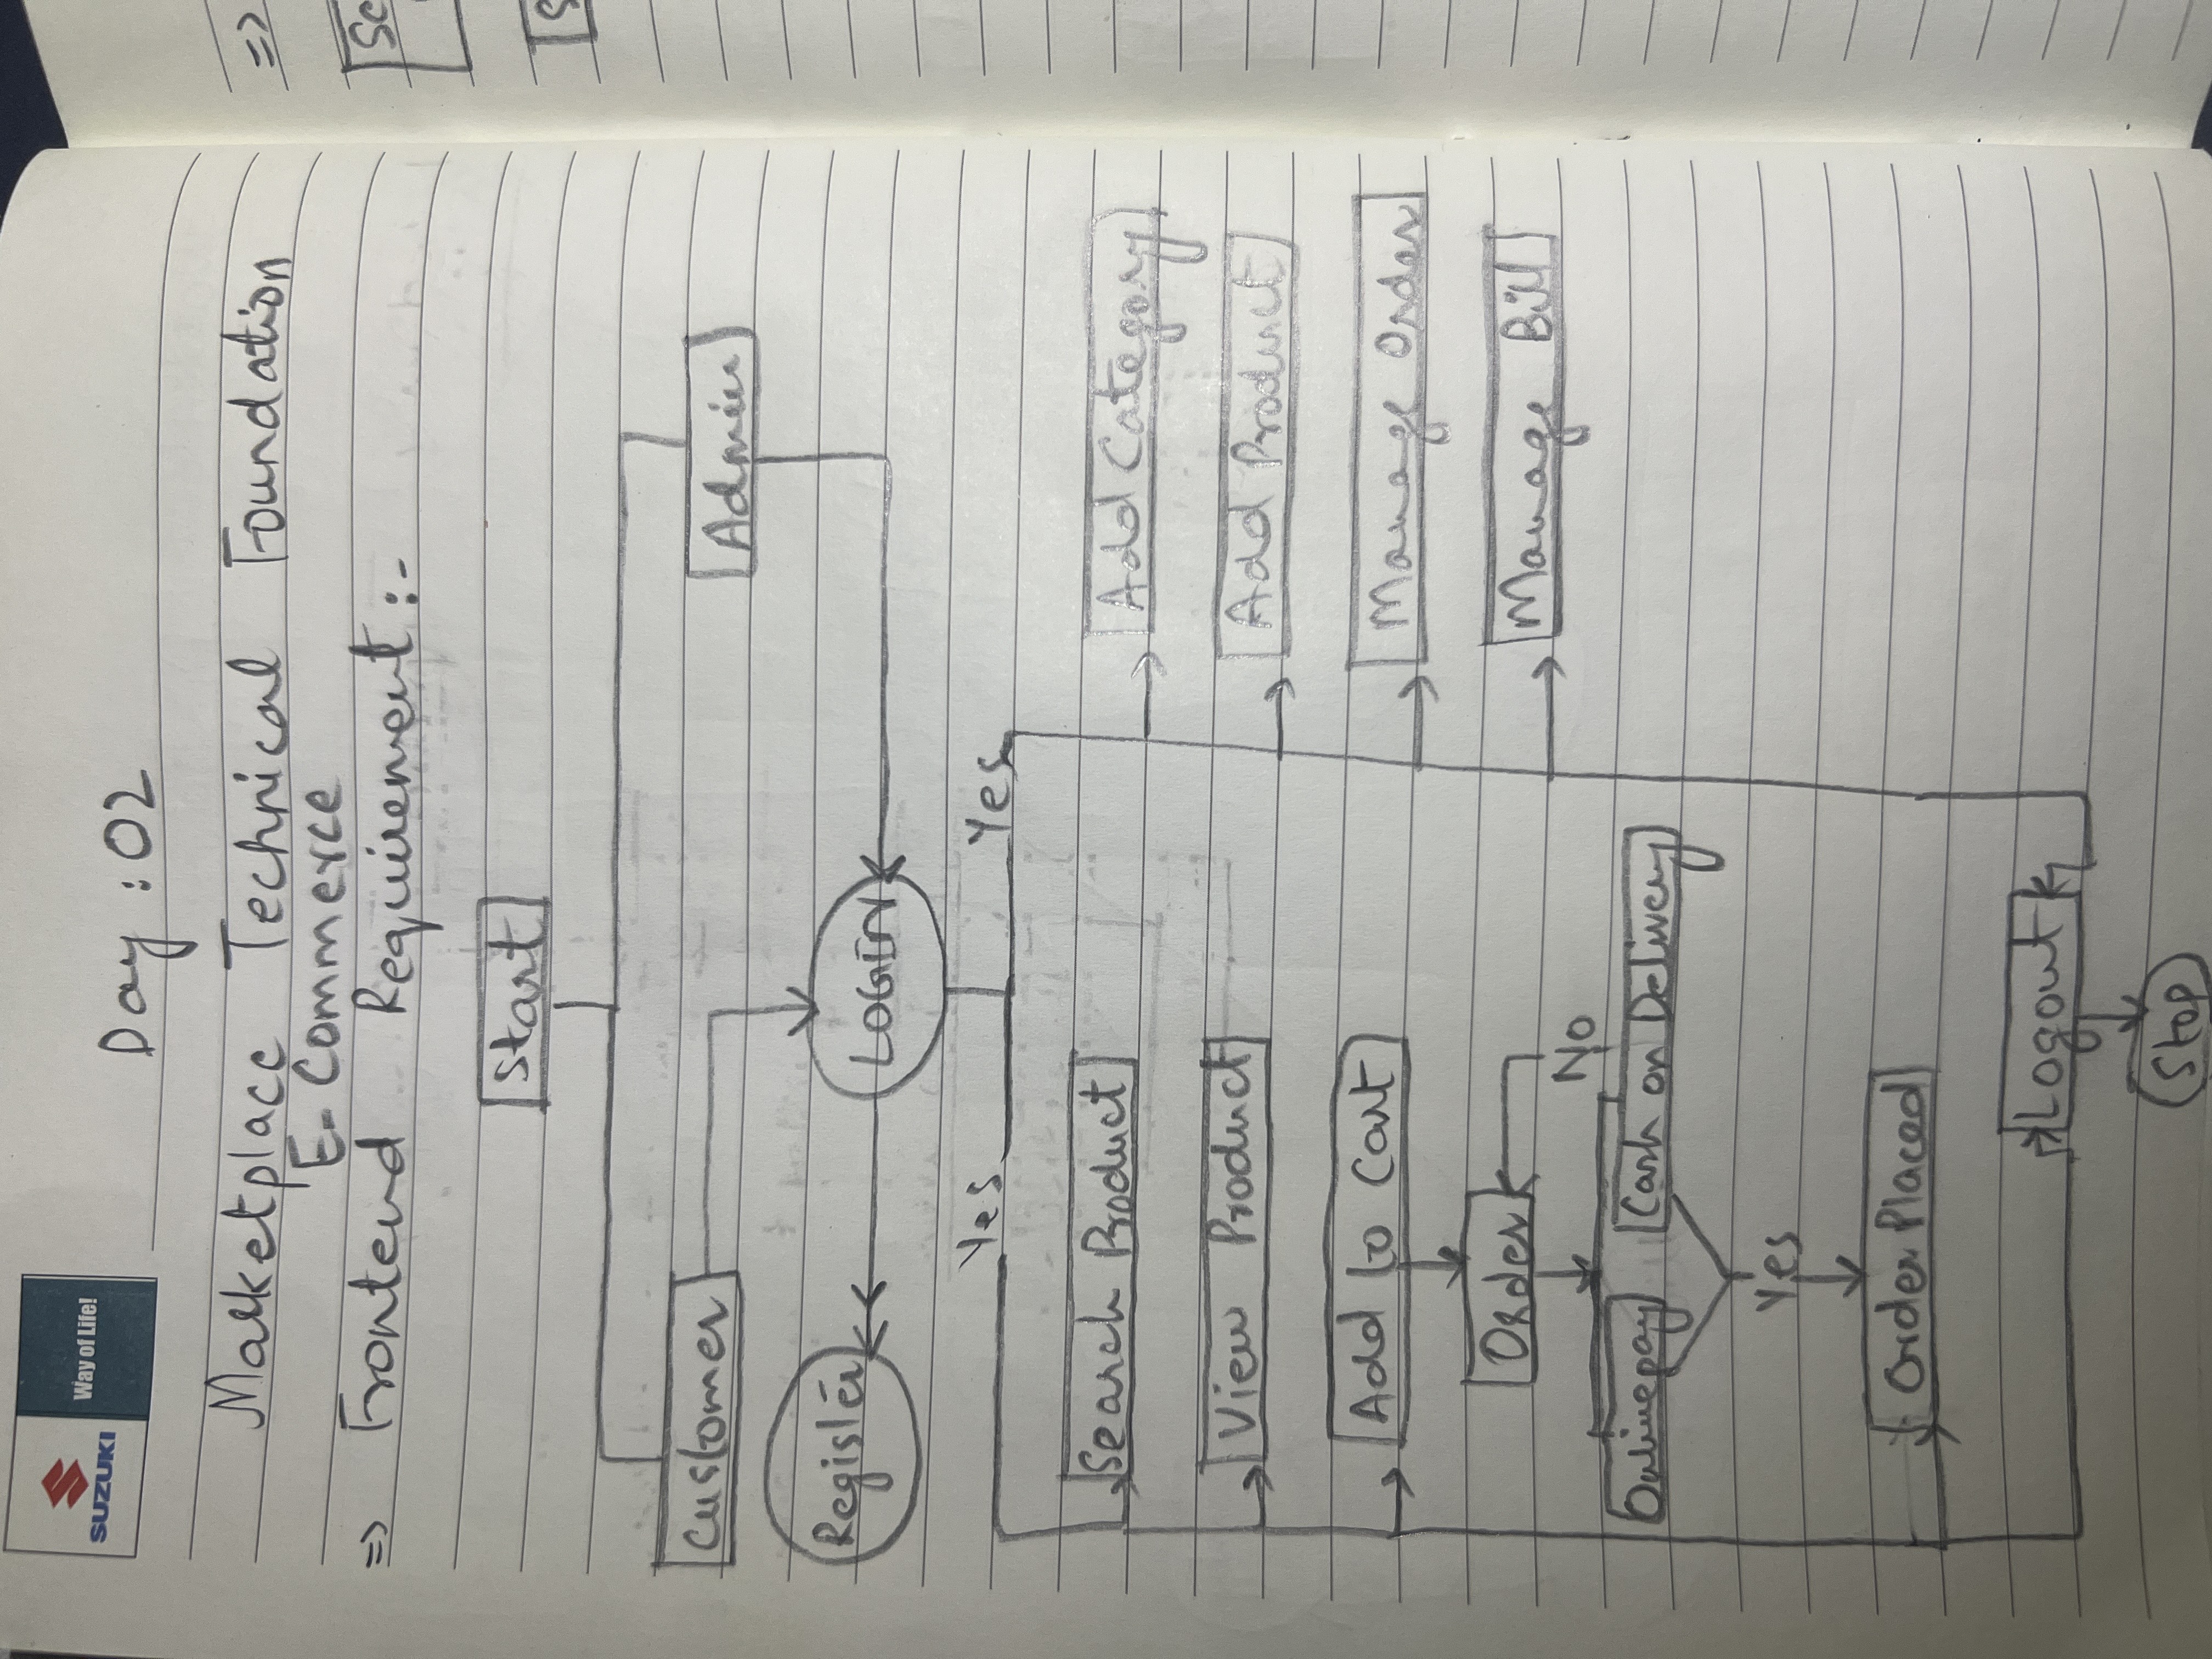 SUZUKI
Way of Life!
Day : 02
Marketplace Technical Foundation
E-Commerce
=> Frontend Requirement :-
Start
Customer
Admin
Register
LOGIN
Yes
Yes
Search Product
Add Category
View Product
Add Product
Add to Cart
Manage Order
Order
Manage Bill
No
Onlinepay
Cash on Delivery
Yes
Order Placed
Logout
Stop
=>